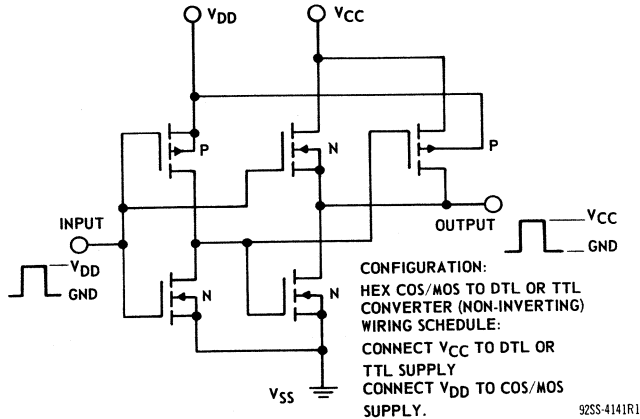 VDD
VCC
P
N
P
INPUT
OUTPUT
VDD
GND
VCC
GND
N
N
CONFIGURATION:
HEX COS/MOS TO DTL OR TTL
CONVERTER (NON-INVERTING)
WIRING SCHEDULE:
CONNECT VCC TO DTL OR
TTL SUPPLY
CONNECT VDD TO COS/MOS
SUPPLY.
VSS
92SS-4141R1